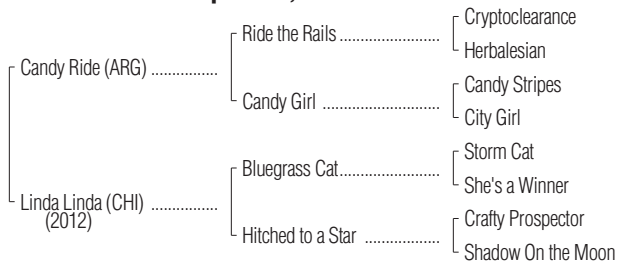 Cryptoclearance
Ride the Rails ....................
Herbalesian
Candy Ride (ARG) .............
Candy Stripes
Candy Girl .......................
City Girl
Storm Cat
Bluegrass Cat....................
She's a Winner
Linda Linda (CHI) .............
(2012)
Crafty Prospector
Hitched to a Star ...............
Shadow On the Moon